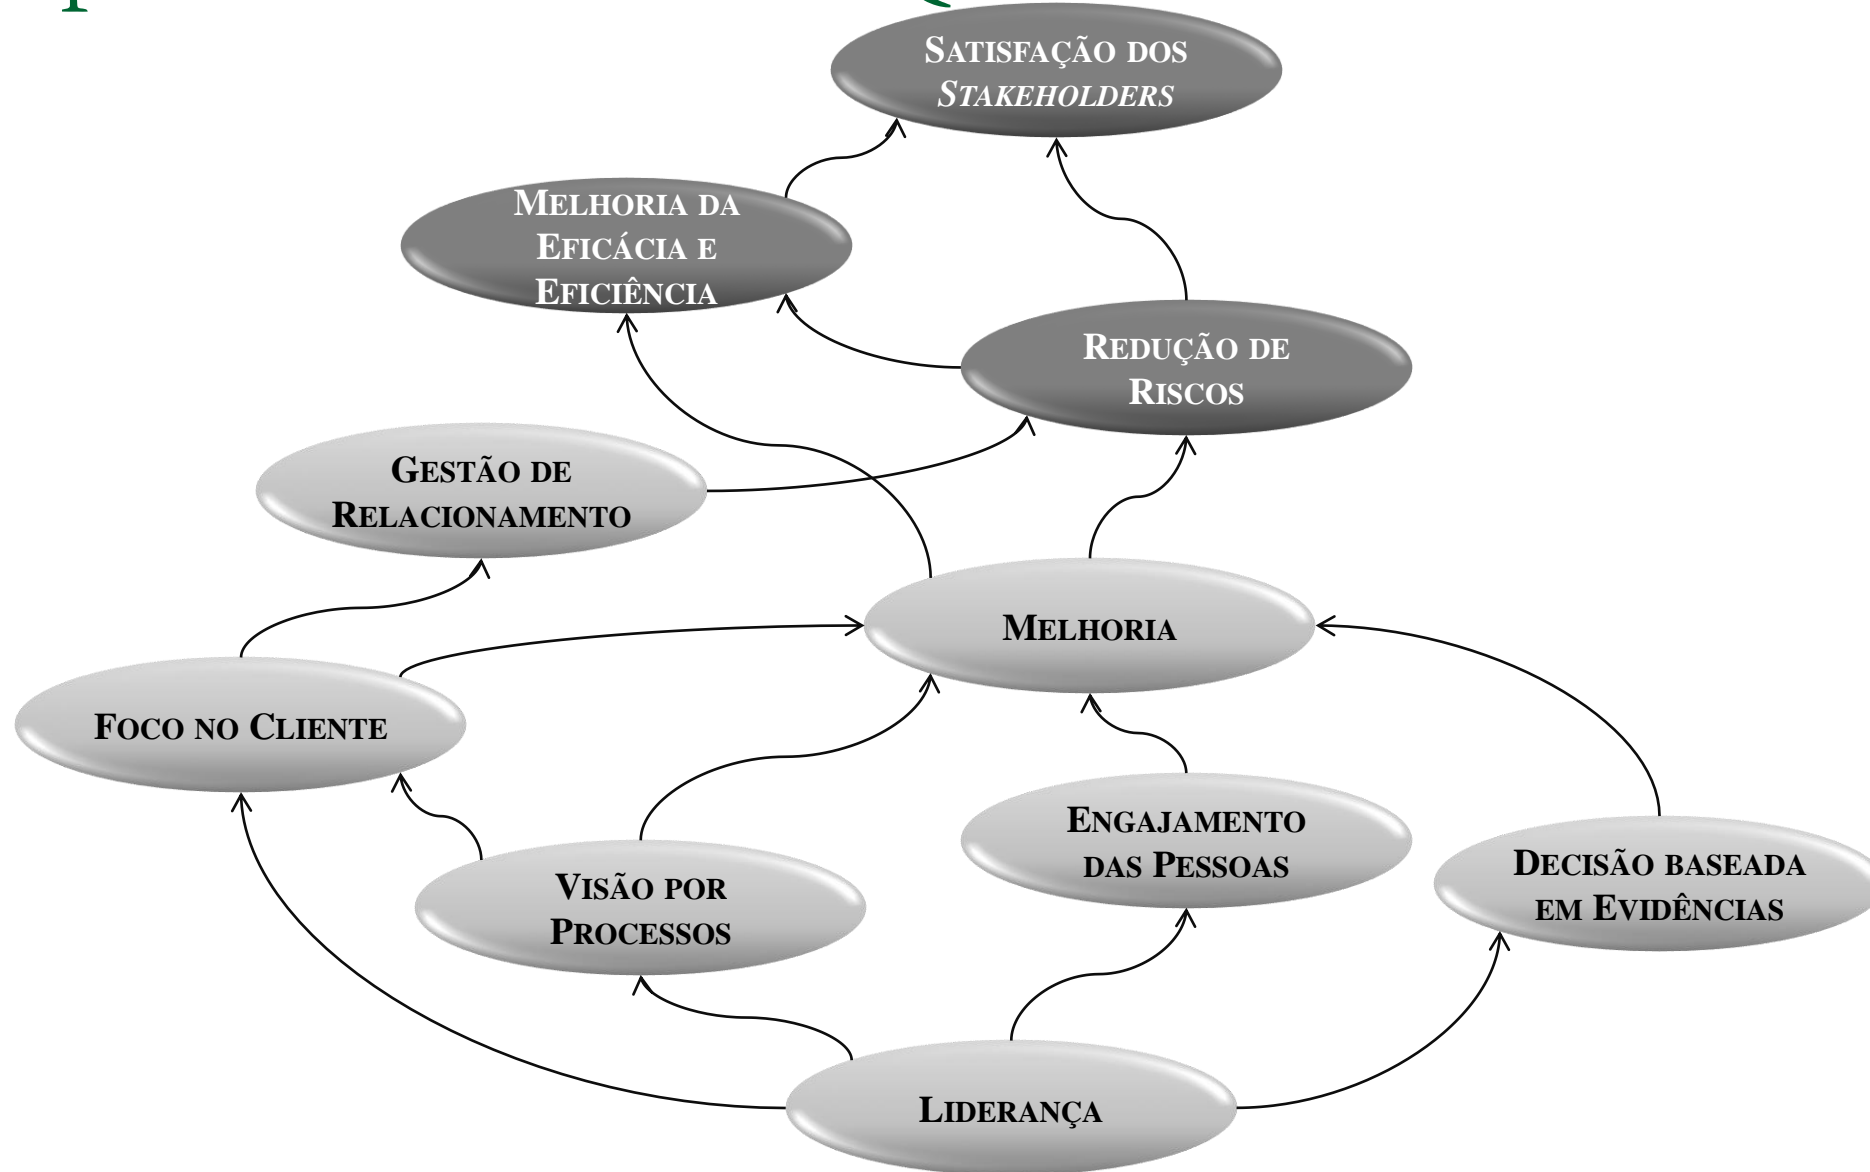 SATISFAÇÃO DOS
STAKEHOLDERS
MELHORIA DA
EFICÁCIA E
EFICIÊNCIA
REDUÇÃO DE
RISCOS
GESTÃO DE
RELACIONAMENTO
MELHORIA
FOCO NO CLIENTE
ENGAJAMENTO
DAS PESSOAS
VISÃO POR
PROCESSOS
DECISÃO BASEADA
EM EVIDÊNCIAS
LIDERANÇA